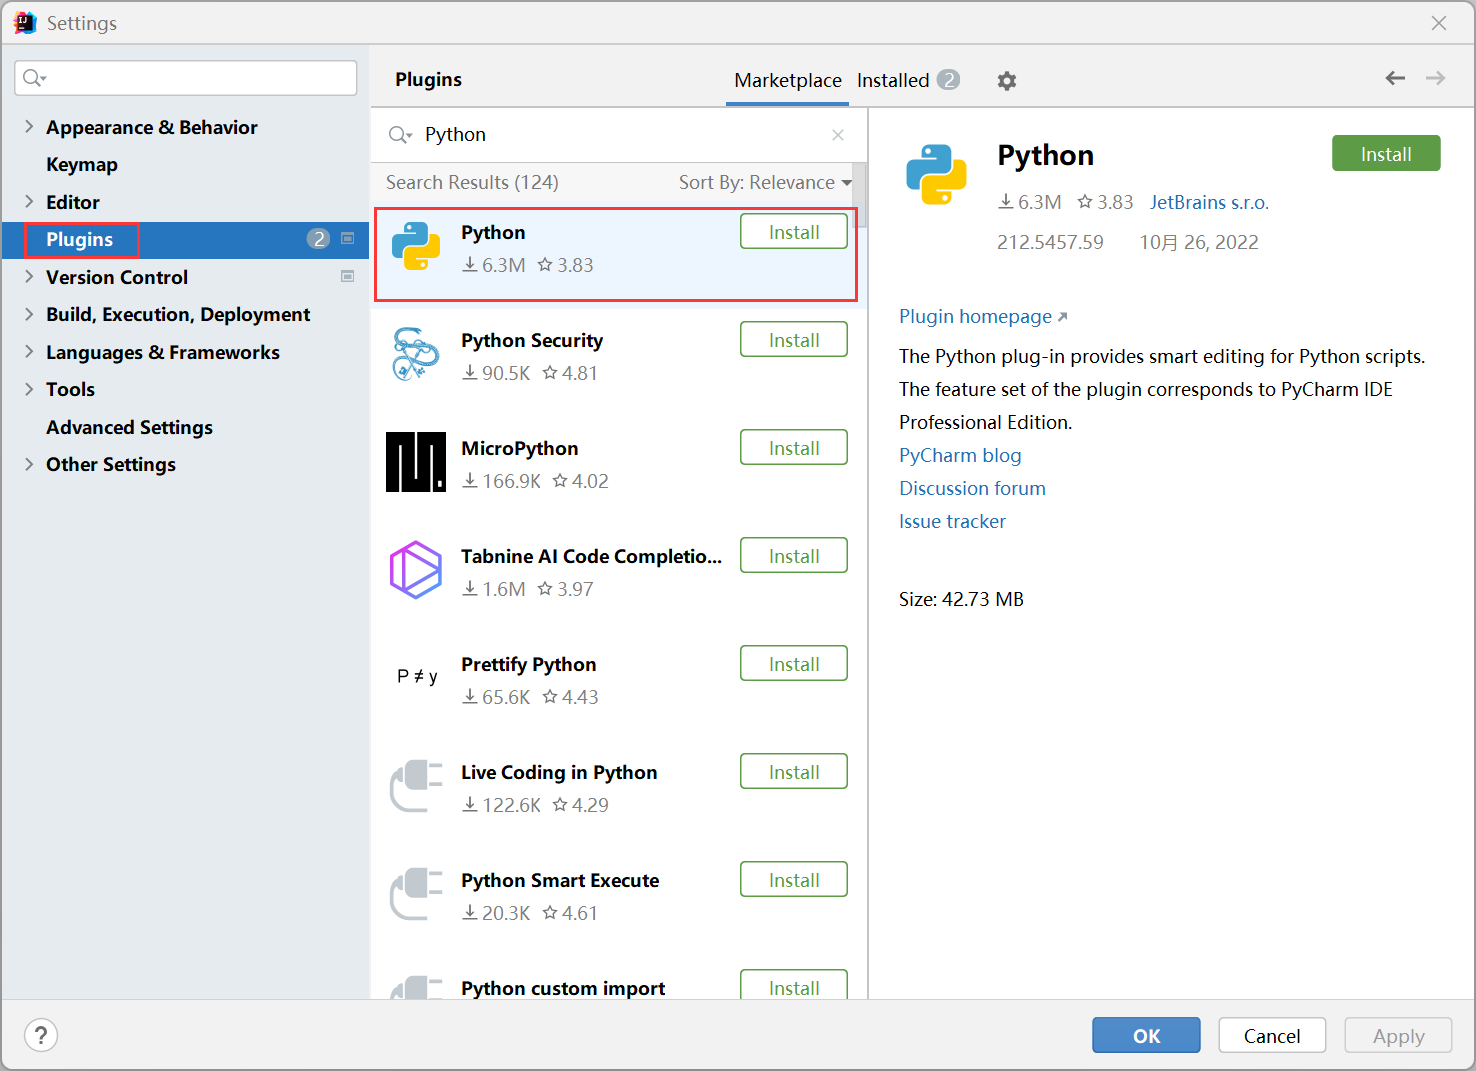 Settings
Plugins
Marketplace
Installed 2
Appearance & Behavior
Keymap
Editor
Plugins 2
Version Control
Build, Execution, Deployment
Languages & Frameworks
Tools
Advanced Settings
Other Settings
Python
Search Results (124)
Sort By: Relevance
Python
Install
6.3M 3.83
Python Security
Install
90.5K 4.81
MicroPython
Install
166.9K 4.02
Tabnine AI Code Completio...
Install
1.6M 3.97
P ≠ y
Prettify Python
Install
65.6K 4.43
Live Coding in Python
Install
122.6K 4.29
Python Smart Execute
Install
20.3K 4.61
Python custom import
Install
Python
Install
6.3M 3.83 JetBrains s.r.o.
212.5457.59 10月 26, 2022
Plugin homepage
The Python plug-in provides smart editing for Python scripts.
The feature set of the plugin corresponds to PyCharm IDE
Professional Edition.
PyCharm blog
Discussion forum
Issue tracker
Size: 42.73 MB
?
OK
Cancel
Apply